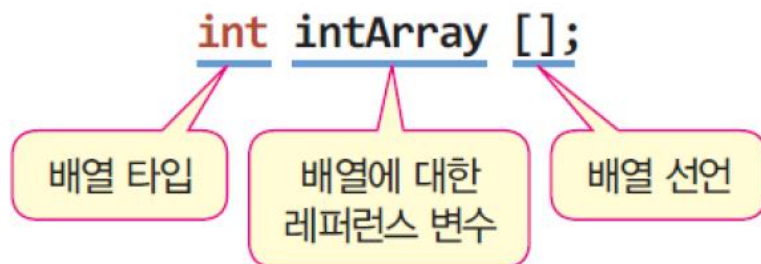 int intArray [];
배열 타입
배열에 대한
레퍼런스 변수
배열 선언